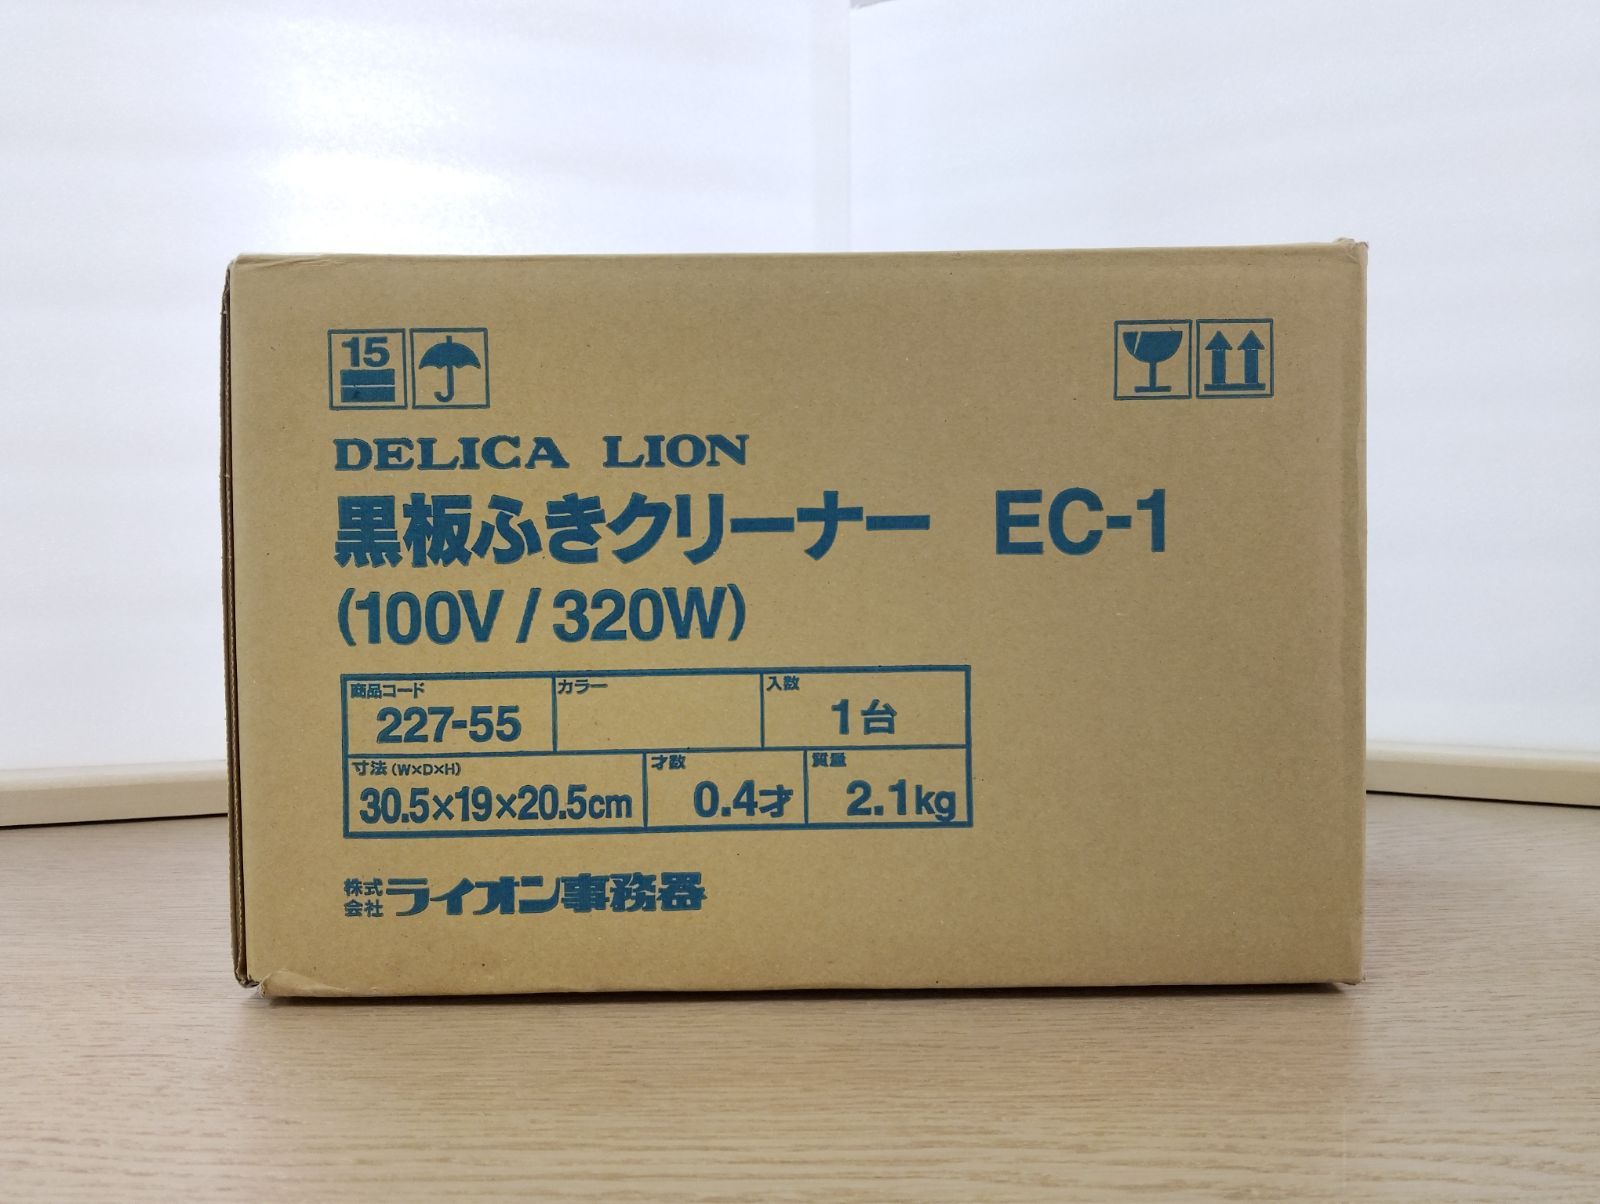 15
DELICA LION
黒板ふきクリーナー EC-1
(100V / 320W)
商品コード カラー 入数
227-55 1台
寸法 (W×D×H) 才数 質量
30.5×19×20.5cm 0.4才 2.1kg
株式会社 ライオン事務器